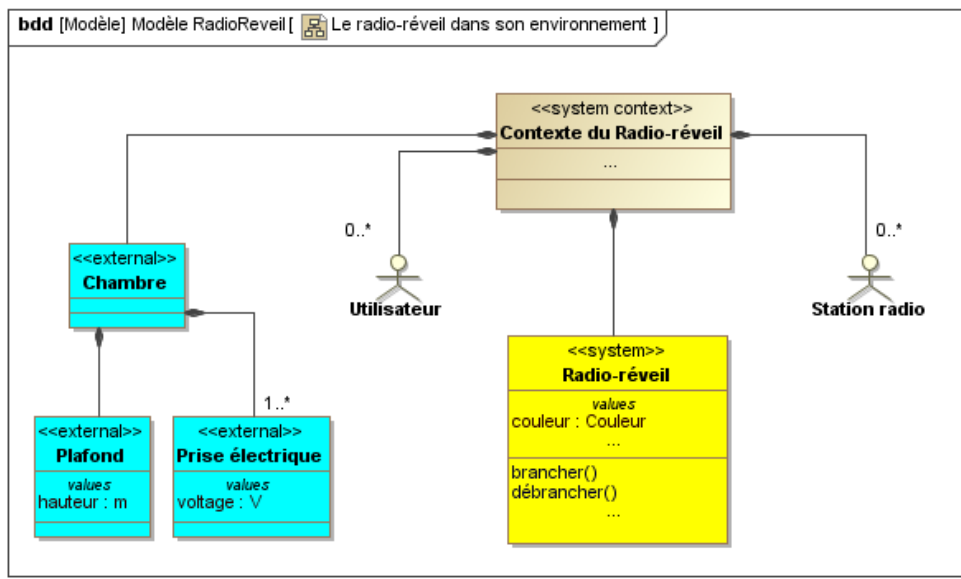 bdd [Modèle] Modèle RadioReveil [ Le radio-réveil dans son environnement ]
<<system context>>
Contexte du Radio-réveil
...
0..*
0..*
<<external>>
Chambre
Utilisateur
Station radio
<<system>>
Radio-réveil
values
couleur : Couleur
...
brancher()
débrancher()
...
1..*
<<external>>
Plafond
values
hauteur : m
<<external>>
Prise électrique
values
voltage : V